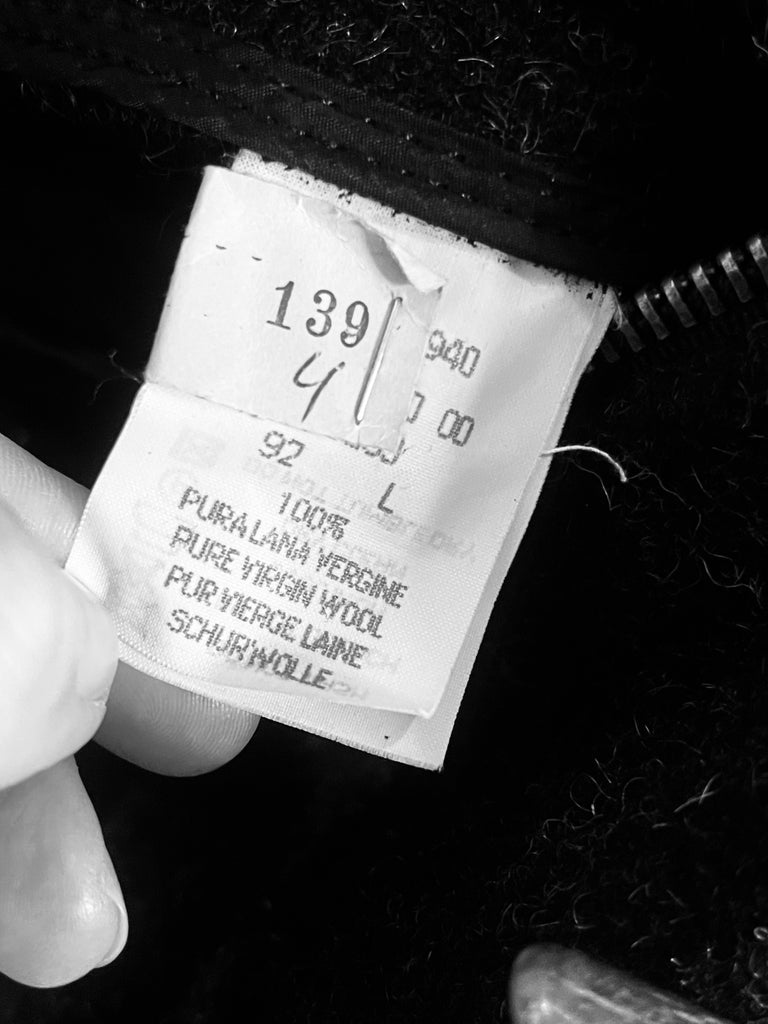 139
4
940
00
92
L
100%
PURA LANA VERGINE
PURE VIRGIN WOOL
PUR VIERGE LAINE
SCHURWOLLE